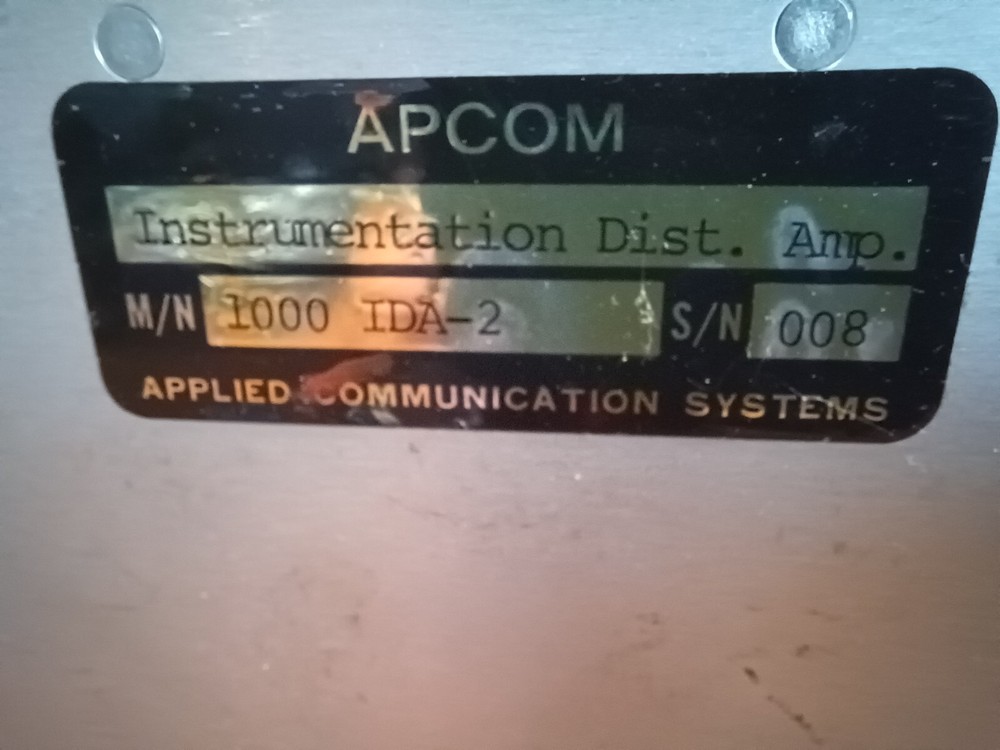 APCOM
Instrumentation Dist. Amp.
M/N 1000 IDA-2 S/N 008
APPLIED COMMUNICATION SYSTEMS